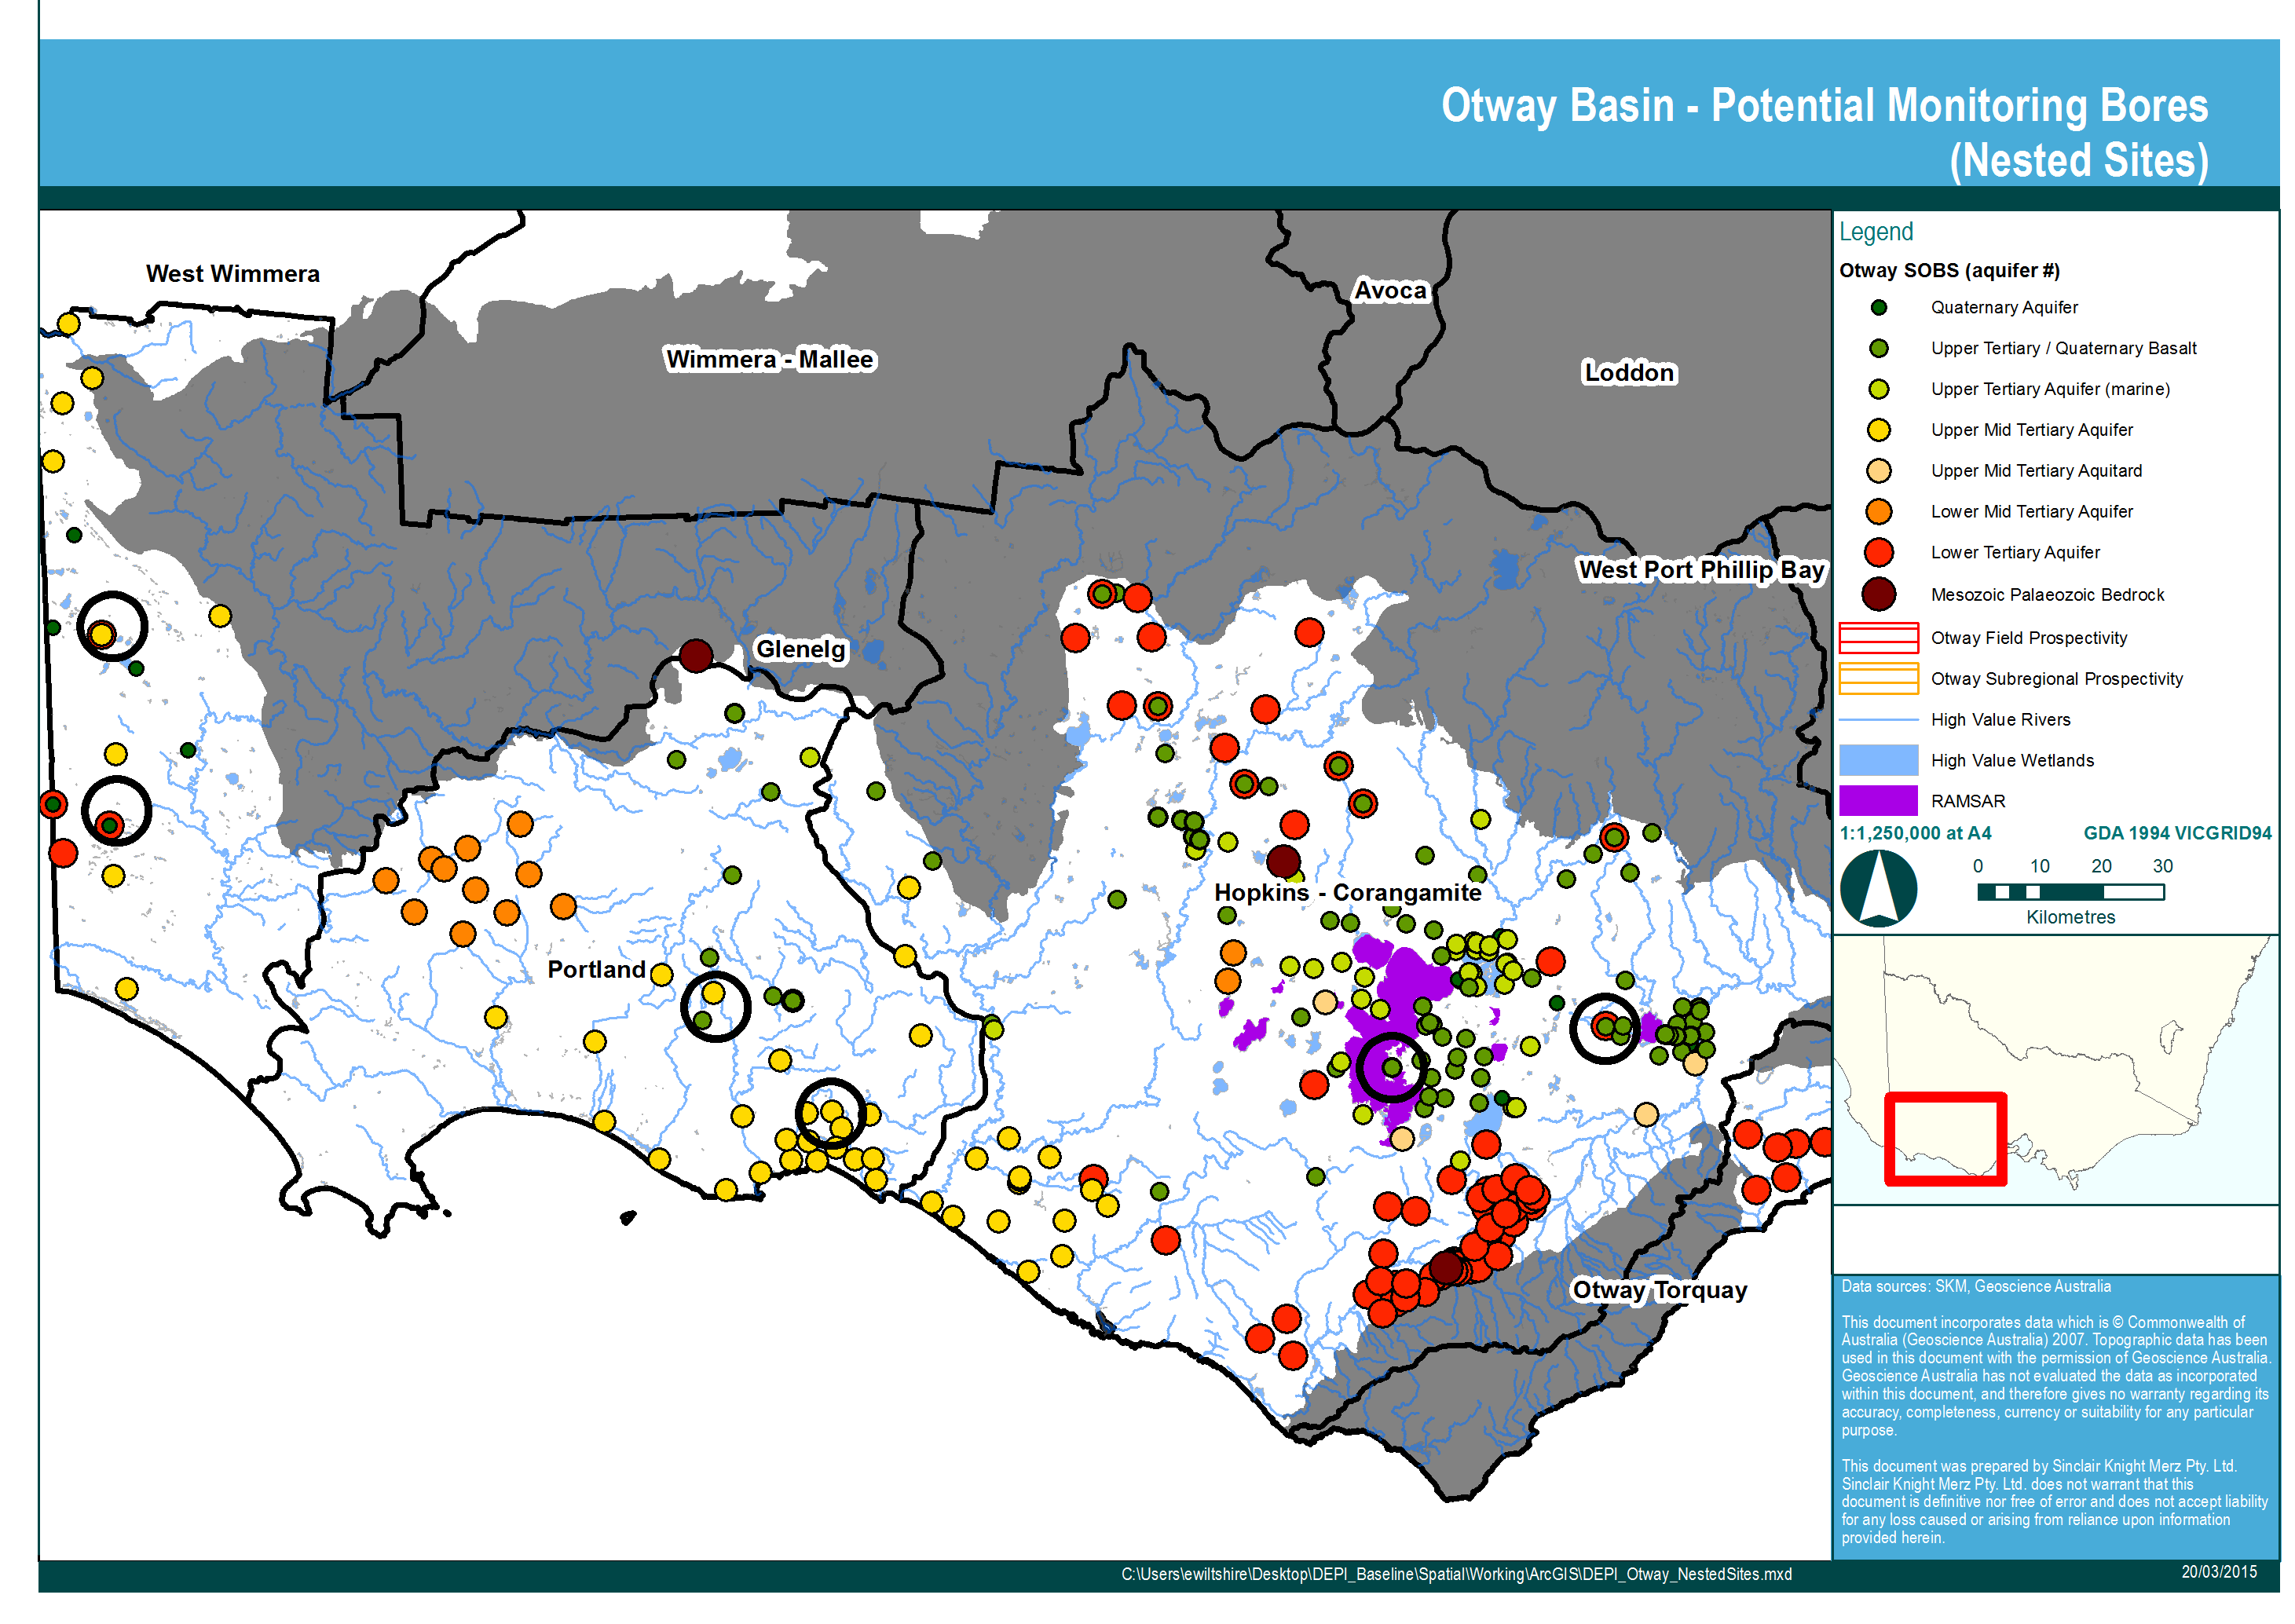 Otway Basin - Potential Monitoring Bores
(Nested Sites)
West Wimmera
Avoca
Wimmera - Mallee
Loddon
West Port Phillip Bay
Glenelg
Hopkins - Corangamite
Portland
Otway Torquay
Legend
Otway SOBS (aquifer #)
Quaternary Aquifer
Upper Tertiary / Quaternary Basalt
Upper Tertiary Aquifer (marine)
Upper Mid Tertiary Aquifer
Upper Mid Tertiary Aquitard
Lower Mid Tertiary Aquifer
Lower Tertiary Aquifer
Mesozoic Palaeozoic Bedrock
Otway Field Prospectivity
Otway Subregional Prospectivity
High Value Rivers
High Value Wetlands
RAMSAR
1:1,250,000 at A4 GDA 1994 VICGRID94
0 10 20 30
Kilometres
Data sources: SKM, Geoscience Australia
This document incorporates data which is © Commonwealth of
Australia (Geoscience Australia) 2007. Topographic data has been
used in this document with the permission of Geoscience Australia.
Geoscience Australia has not evaluated the data as incorporated
within this document, and therefore gives no warranty regarding its
accuracy, completeness, currency or suitability for any particular
purpose.
This document was prepared by Sinclair Knight Merz Pty. Ltd.
Sinclair Knight Merz Pty. Ltd. does not warrant that this
document is definitive nor free of error and does not accept liability
for any loss caused or arising from reliance upon information
provided herein.
C:\Users\ewiltshire\Desktop\DEPI_Baseline\Spatial\Working\ArcGIS\DEPI_Otway_NestedSites.mxd
20/03/2015